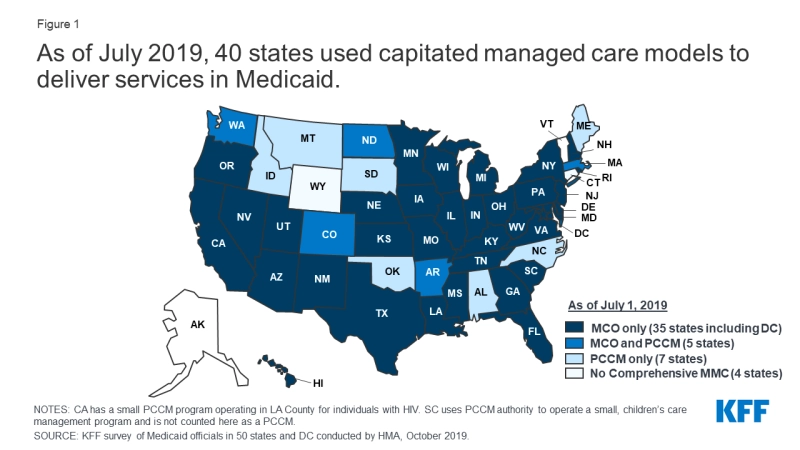 Figure 1
As of July 2019, 40 states used capitated managed care models to
deliver services in Medicaid.
VT
ME
WA
NH
MT
ND
MN
OR
MA
NY
WI
ID
SD
RI
MI
CT
WY
NJ
PA
IA
NE
DE
OH
MD
NV
IN
IL
UT
WV
VA
CO
DC
CA
KS
MO
KY
NC
TN
OK
SC
AZ
AR
NM
AL
GA
MS
As of July 1, 2019
TX
LA
AK
MCO only (35 states including DC)
FL
MCO and PCCM (5 states)
PCCM only (7 states)
No Comprehensive MMC (4 states)
HI
NOTES: CA has a small PCCM program operating in LA County for individuals with HIV. SC uses PCCM authority to operate a small, children's care
management program and is not counted here as a PCCM.
SOURCE: KFF survey of Medicaid officials in 50 states and DC conducted by HMA, October 2019.
KFF